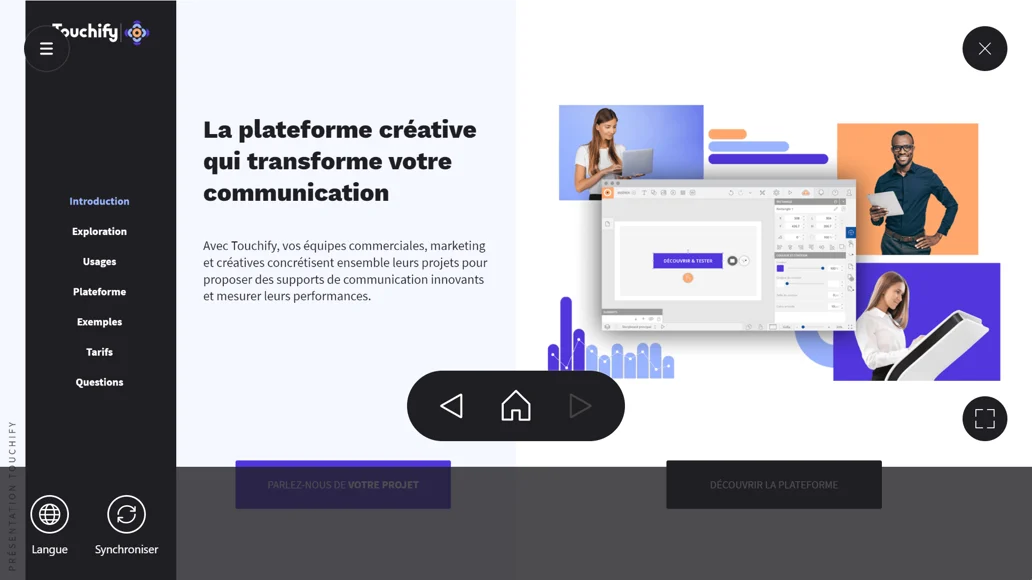 Touchify
La plateforme créative
qui transforme votre
communication
Introduction
Exploration
Usages
Plateforme
Exemples
Tarifs
Questions
Avec Touchify, vos équipes commerciales, marketing
et créatives concrétisent ensemble leurs projets pour
proposer des supports de communication innovants
et mesurer leurs performances.
DÉCOUVRIR & TESTER
PARLEZ-NOUS DE VOTRE PROJET
DÉCOUVRIR LA PLATEFORME
PRÉSENTATION TOUCHIFY
Langue
Synchroniser